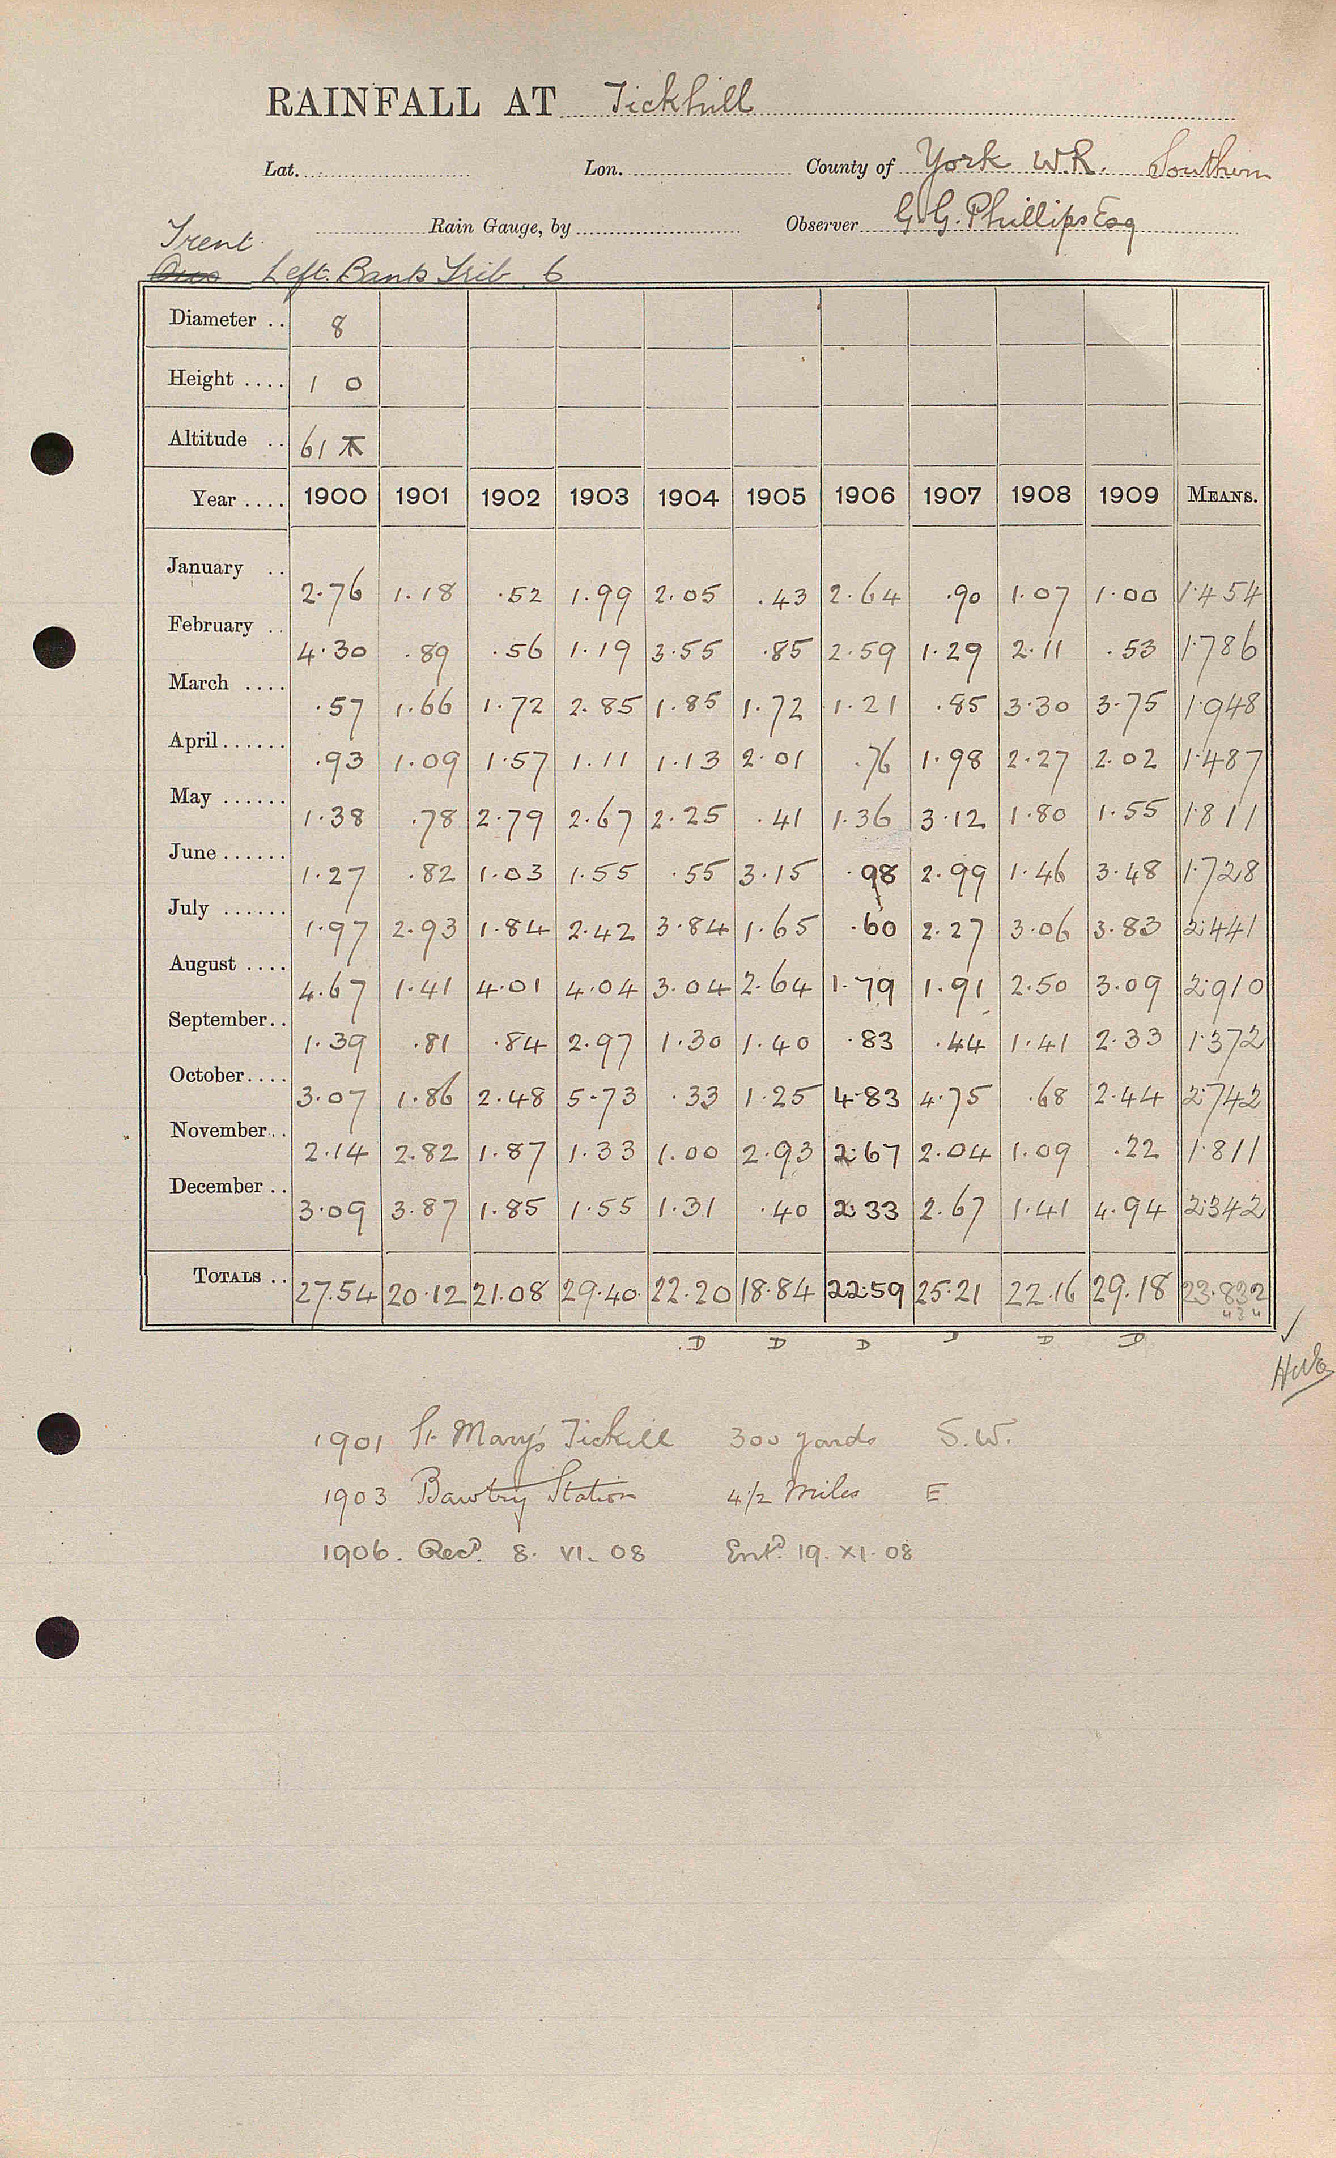 RAINFALL AT Tickhill
Lat. Lon. County of York W.R. Southern
Rain Gauge, by Observer G. G. Phillips Esq
Trent
Left Bank Trib 6
Diameter .. 8
Height .... 1 0
Altitude .. 61
Year .... 1900 1901 1902 1903 1904 1905 1906 1907 1908 1909 MEANS.
January .. 2.76 1.18 .52 1.99 2.05 .43 2.64 .90 1.07 1.00 1.454
February .. 4.30 .89 .56 1.19 3.55 .85 2.59 1.29 2.11 .53 1.786
March .... .57 1.66 1.72 2.85 1.85 1.72 1.21 .85 3.30 3.75 1.948
April ...... .93 1.09 1.57 1.11 1.13 2.01 .76 1.98 2.27 2.02 1.487
May ...... 1.38 .78 2.79 2.67 2.25 .41 1.36 3.12 1.80 1.55 1.811
June ...... 1.27 .82 1.03 1.55 .55 3.15 .98 2.99 1.46 3.48 1.728
July ...... 1.97 2.93 1.84 2.42 3.84 1.65 .60 2.27 3.06 3.83 2.441
August .... 4.67 1.41 4.01 4.04 3.04 2.64 1.79 1.91 2.50 3.09 2.910
September .. 1.39 .81 .84 2.97 1.30 1.40 .83 .44 1.41 2.33 1.372
October .... 3.07 1.86 2.48 5.73 .33 1.25 4.83 4.75 .68 2.44 2.742
November .. 2.14 2.82 1.87 1.33 1.00 2.93 2.67 2.04 1.09 .22 1.811
December .. 3.09 3.87 1.85 1.55 1.31 .40 2.33 2.67 1.41 4.94 2.342
TOTALS .. 27.54 20.12 21.08 29.40 22.20 18.84 22.59 25.21 22.16 29.18 23.832
D D D D D
1901 St. Mary's Tickill 300 yards S.W.
1903 Bawtry Station 4 1/2 Miles E
1906. Recd. 8. VI. 08 Entd. 19. XI. 08